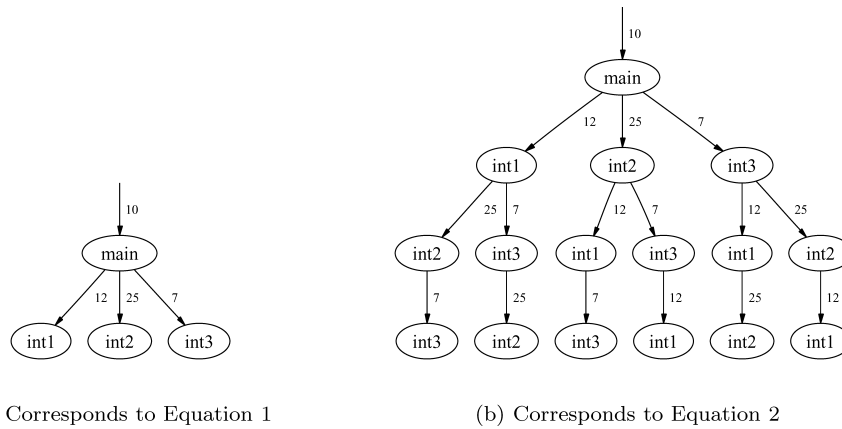 10
main
12 25 7
int1 int2 int3
25 7 12 7 12 25
int2 int3 int1 int3 int1 int2
7 25 7 12 25 12
int3 int2 int3 int1 int2 int1
10
main
12 25 7
int1 int2 int3
Corresponds to Equation 1
(b) Corresponds to Equation 2